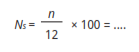 Nₛ = n/12 × 100 = ....